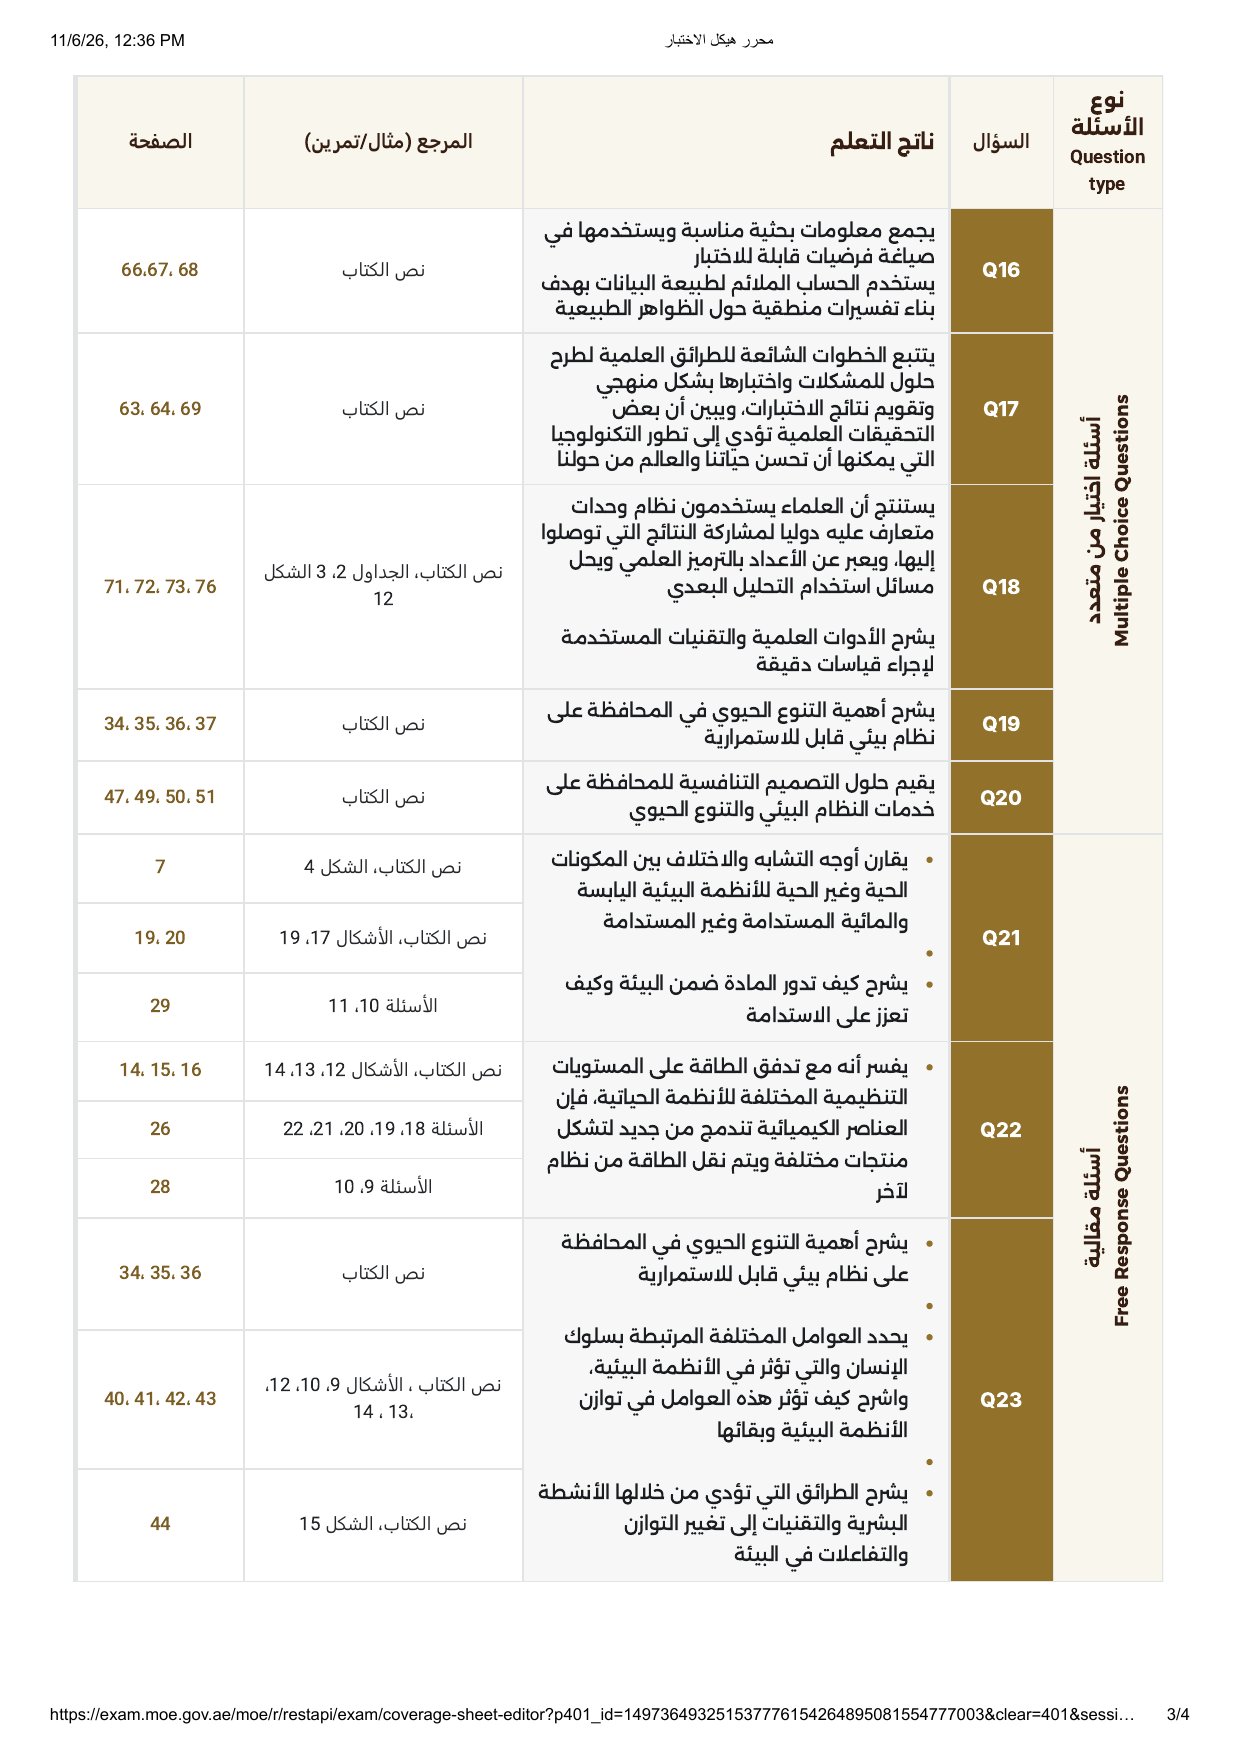 11/6/26, 12:36 PM
محرر هيكل الاختبار
نوع
الأسئلة
Question
type
السؤال
ناتج التعلم
المرجع (مثال/تمرين)
الصفحة
أسئلة اختيار من متعدد
Multiple Choice Questions
Q16
يجمع معلومات بحثية مناسبة ويستخدمها في
صياغة فرضيات قابلة للاختبار
يستخدم الحساب الملائم لطبيعة البيانات بهدف
بناء تفسيرات منطقية حول الظواهر الطبيعية
نص الكتاب
66،67، 68
Q17
يتتبع الخطوات الشائعة للطرائق العلمية لطرح
حلول للمشكلات واختبارها بشكل منهجي
وتقويم نتائج الاختبارات، ويبين أن بعض
التحقيقات العلمية تؤدي إلى تطور التكنولوجيا
التي يمكنها أن تحسن حياتنا والعالم من حولنا
نص الكتاب
63، 64، 69
Q18
يستنتج أن العلماء يستخدمون نظام وحدات
متعارف عليه دوليا لمشاركة النتائج التي توصلوا
إليها، ويعبر عن الأعداد بالترميز العلمي ويحل
مسائل استخدام التحليل البعدي
يشرح الأدوات العلمية والتقنيات المستخدمة
لإجراء قياسات دقيقة
نص الكتاب، الجداول 2، 3 الشكل
12
71، 72، 73، 76
Q19
يشرح أهمية التنوع الحيوي في المحافظة على
نظام بيئي قابل للاستمرارية
نص الكتاب
34، 35، 36، 37
Q20
يقيم حلول التصميم التنافسية للمحافظة على
خدمات النظام البيئي والتنوع الحيوي
نص الكتاب
47، 49، 50، 51
أسئلة مقالية
Free Response Questions
Q21
• يقارن أوجه التشابه والاختلاف بين المكونات
الحية وغير الحية للأنظمة البيئية اليابسة
والمائية المستدامة وغير المستدامة
•
• يشرح كيف تدور المادة ضمن البيئة وكيف
تعزز على الاستدامة
نص الكتاب، الشكل 4
7
نص الكتاب، الأشكال 17، 19
19، 20
الأسئلة 10، 11
29
Q22
• يفسر أنه مع تدفق الطاقة على المستويات
التنظيمية المختلفة للأنظمة الحياتية، فإن
العناصر الكيميائية تندمج من جديد لتشكل
منتجات مختلفة ويتم نقل الطاقة من نظام
لآخر
نص الكتاب، الأشكال 12، 13، 14
14، 15، 16
الأسئلة 18، 19، 20، 21، 22
26
الأسئلة 9، 10
28
Q23
• يشرح أهمية التنوع الحيوي في المحافظة
على نظام بيئي قابل للاستمرارية
•
• يحدد العوامل المختلفة المرتبطة بسلوك
الإنسان والتي تؤثر في الأنظمة البيئية،
واشرح كيف تؤثر هذه العوامل في توازن
الأنظمة البيئية وبقائها
•
• يشرح الطرائق التي تؤدي من خلالها الأنشطة
البشرية والتقنيات إلى تغيير التوازن
والتفاعلات في البيئة
نص الكتاب
34، 35، 36
نص الكتاب ، الأشكال 9، 10، 12،
،13 ، 14
40، 41، 42، 43
نص الكتاب، الشكل 15
44
https://exam.moe.gov.ae/moe/r/restapi/exam/coverage-sheet-editor?p401_id=149736493251537776154264895081554777003&clear=401&sessi…
3/4